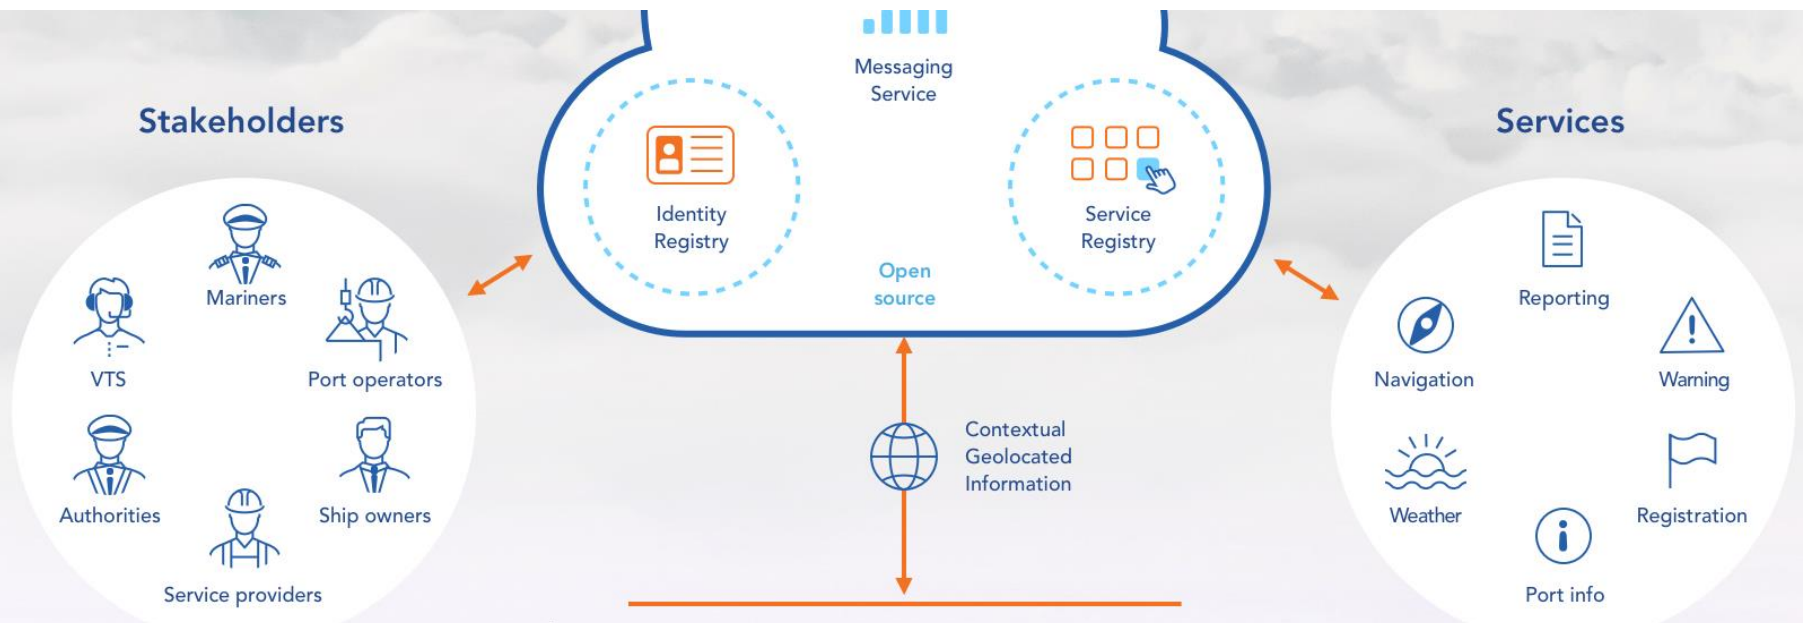 Messaging
Service
Stakeholders
Services
Identity
Registry
Service
Registry
Open
source
Mariners
VTS
Port operators
Authorities
Ship owners
Service providers
Contextual
Geolocated
Information
Reporting
Navigation
Warning
Weather
Registration
Port info